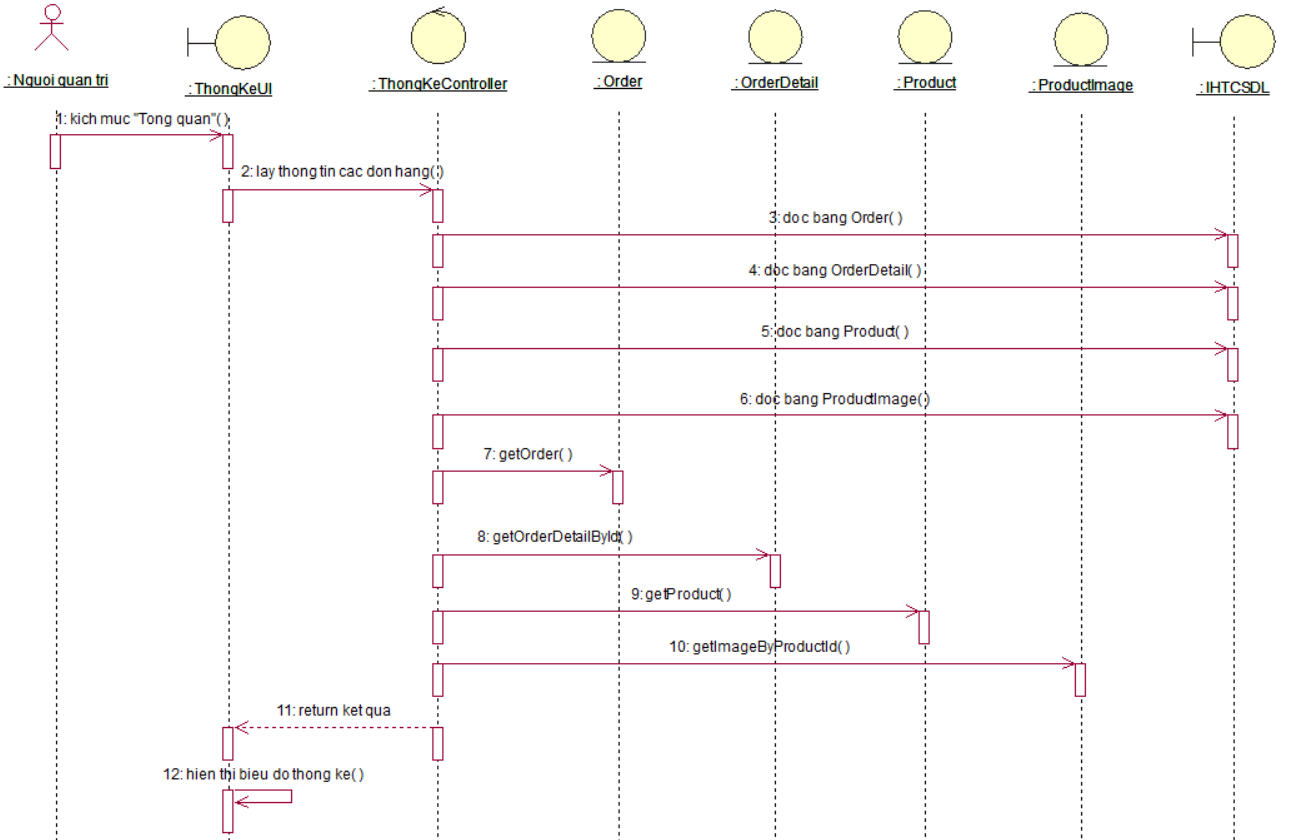 : Nguoi quan tri
: ThongKeUI
: ThongKeController
: Order
: OrderDetail
: Product
: ProductImage
: IHTCSDL
1: kich muc "Tong quan"( )
2: lay thong tin cac don hang( )
3: doc bang Order( )
4: doc bang OrderDetail( )
5: doc bang Product( )
6: doc bang ProductImage( )
7: getOrder( )
8: getOrderDetailById( )
9: getProduct( )
10: getImageByProductId( )
11: return ket qua
12: hien thi bieu do thong ke( )